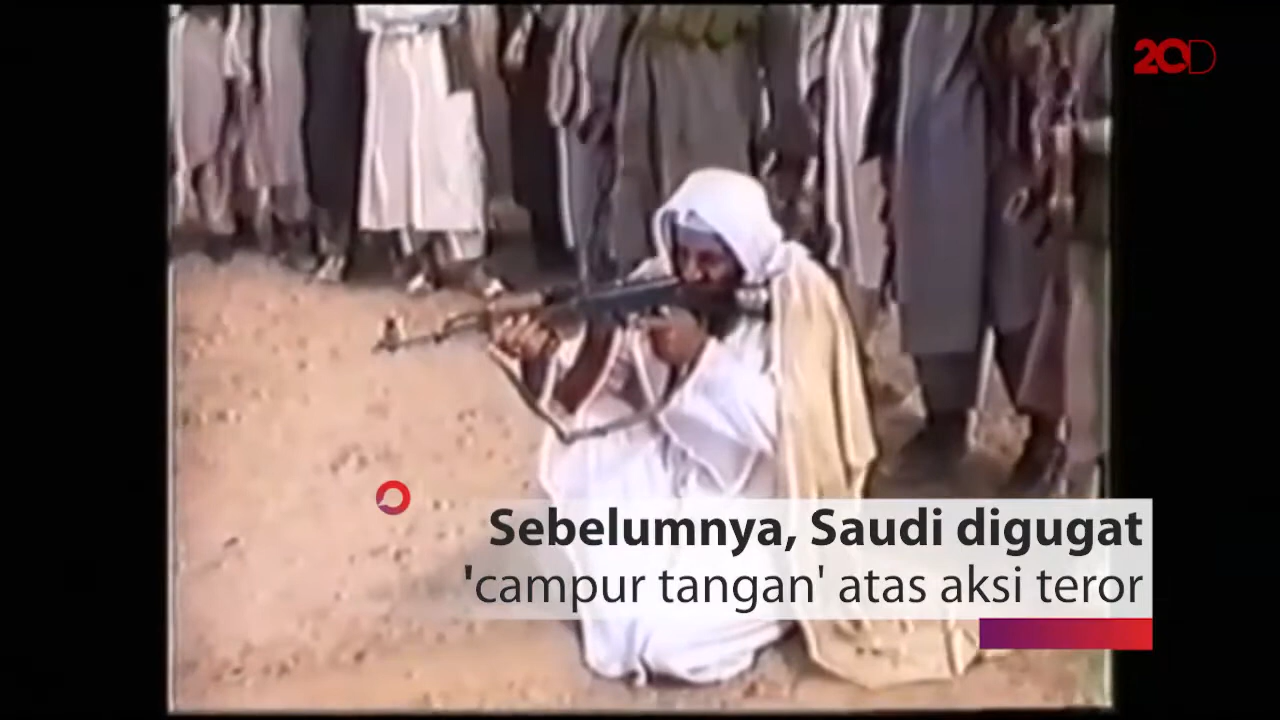 20D
Sebelumnya, Saudi digugat
'campur tangan' atas aksi teror